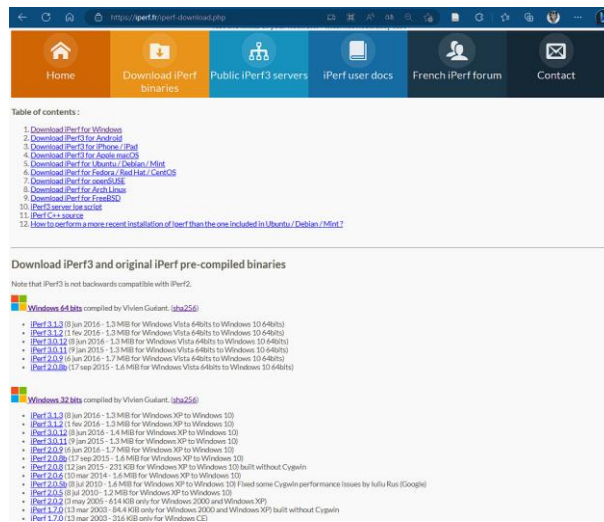 https://iperf.fr/iperf-download.php
Home
Download iPerf binaries
Public iPerf3 servers
iPerf user docs
French iPerf forum
Contact
Table of contents :
1. Download iPerf for Windows
2. Download iPerf3 for Android
3. Download iPerf3 for iPhone / iPad
4. Download iPerf3 for Apple macOS
5. Download iPerf for Ubuntu / Debian / Mint
6. Download iPerf for Fedora / Red Hat / CentOS
7. Download iPerf for openSUSE
8. Download iPerf for Arch Linux
9. Download iPerf for FreeBSD
10. iPerf3 server log script
11. iPerf C++ source
12. How to perform a more recent installation of Iperf than the one included in Ubuntu / Debian / Mint ?
Download iPerf3 and original iPerf pre-compiled binaries
Note that iPerf3 is not backwards compatible with iPerf2.
Windows 64 bits compiled by Vivien Guéant. (sha256)
• iPerf 3.1.3 (8 jun 2016 - 1.3 MiB for Windows Vista 64bits to Windows 10 64bits)
• iPerf 3.1.2 (1 fev 2016 - 1.3 MiB for Windows Vista 64bits to Windows 10 64bits)
• iPerf 3.0.12 (8 jun 2016 - 1.3 MiB for Windows Vista 64bits to Windows 10 64bits)
• iPerf 3.0.11 (9 jan 2015 - 1.3 MiB for Windows Vista 64bits to Windows 10 64bits)
• iPerf 2.0.9 (6 jun 2016 - 1.7 MiB for Windows Vista 64bits to Windows 10 64bits)
• iPerf 2.0.8b (17 sep 2015 - 1.6 MiB for Windows Vista 64bits to Windows 10 64bits)
Windows 32 bits compiled by Vivien Guéant. (sha256)
• iPerf 3.1.3 (8 jun 2016 - 1.3 MiB for Windows XP to Windows 10)
• iPerf 3.1.2 (1 fev 2016 - 1.3 MiB for Windows XP to Windows 10)
• iPerf 3.0.12 (8 jun 2016 - 1.4 MiB for Windows XP to Windows 10)
• iPerf 3.0.11 (9 jan 2015 - 1.3 MiB for Windows XP to Windows 10)
• iPerf 2.0.9 (6 jun 2016 - 1.7 MiB for Windows XP to Windows 10)
• iPerf 2.0.8b (17 sep 2015 - 1.6 MiB for Windows XP to Windows 10)
• iPerf 2.0.8 (12 jan 2015 - 231 KiB for Windows XP to Windows 10) built without Cygwin
• iPerf 2.0.6 (10 mar 2014 - 1.6 MiB for Windows XP to Windows 10)
• iPerf 2.0.5b (8 jul 2010 - 1.6 MiB for Windows XP to Windows 10) Fixed some Cygwin performance issues by Iuliu Rus (Google)
• iPerf 2.0.5 (8 jul 2010 - 1.2 MiB for Windows XP to Windows 10)
• iPerf 2.0.2 (3 may 2005 - 614 KiB only for Windows 2000 and Windows XP)
• iPerf 1.7.0 (13 mar 2003 - 84.4 KiB only for Windows 2000 and Windows XP) built without Cygwin
• iPerf 1.7.0 (13 mar 2003 - 316 KiB only for Windows CE)